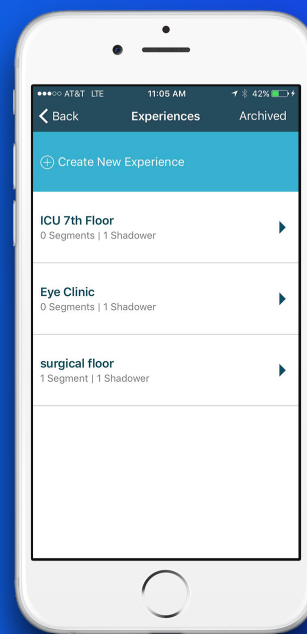 AT&T LTE 11:05 AM 42%
Back Experiences Archived
Create New Experience
ICU 7th Floor
0 Segments | 1 Shadower
Eye Clinic
0 Segments | 1 Shadower
surgical floor
1 Segment | 1 Shadower